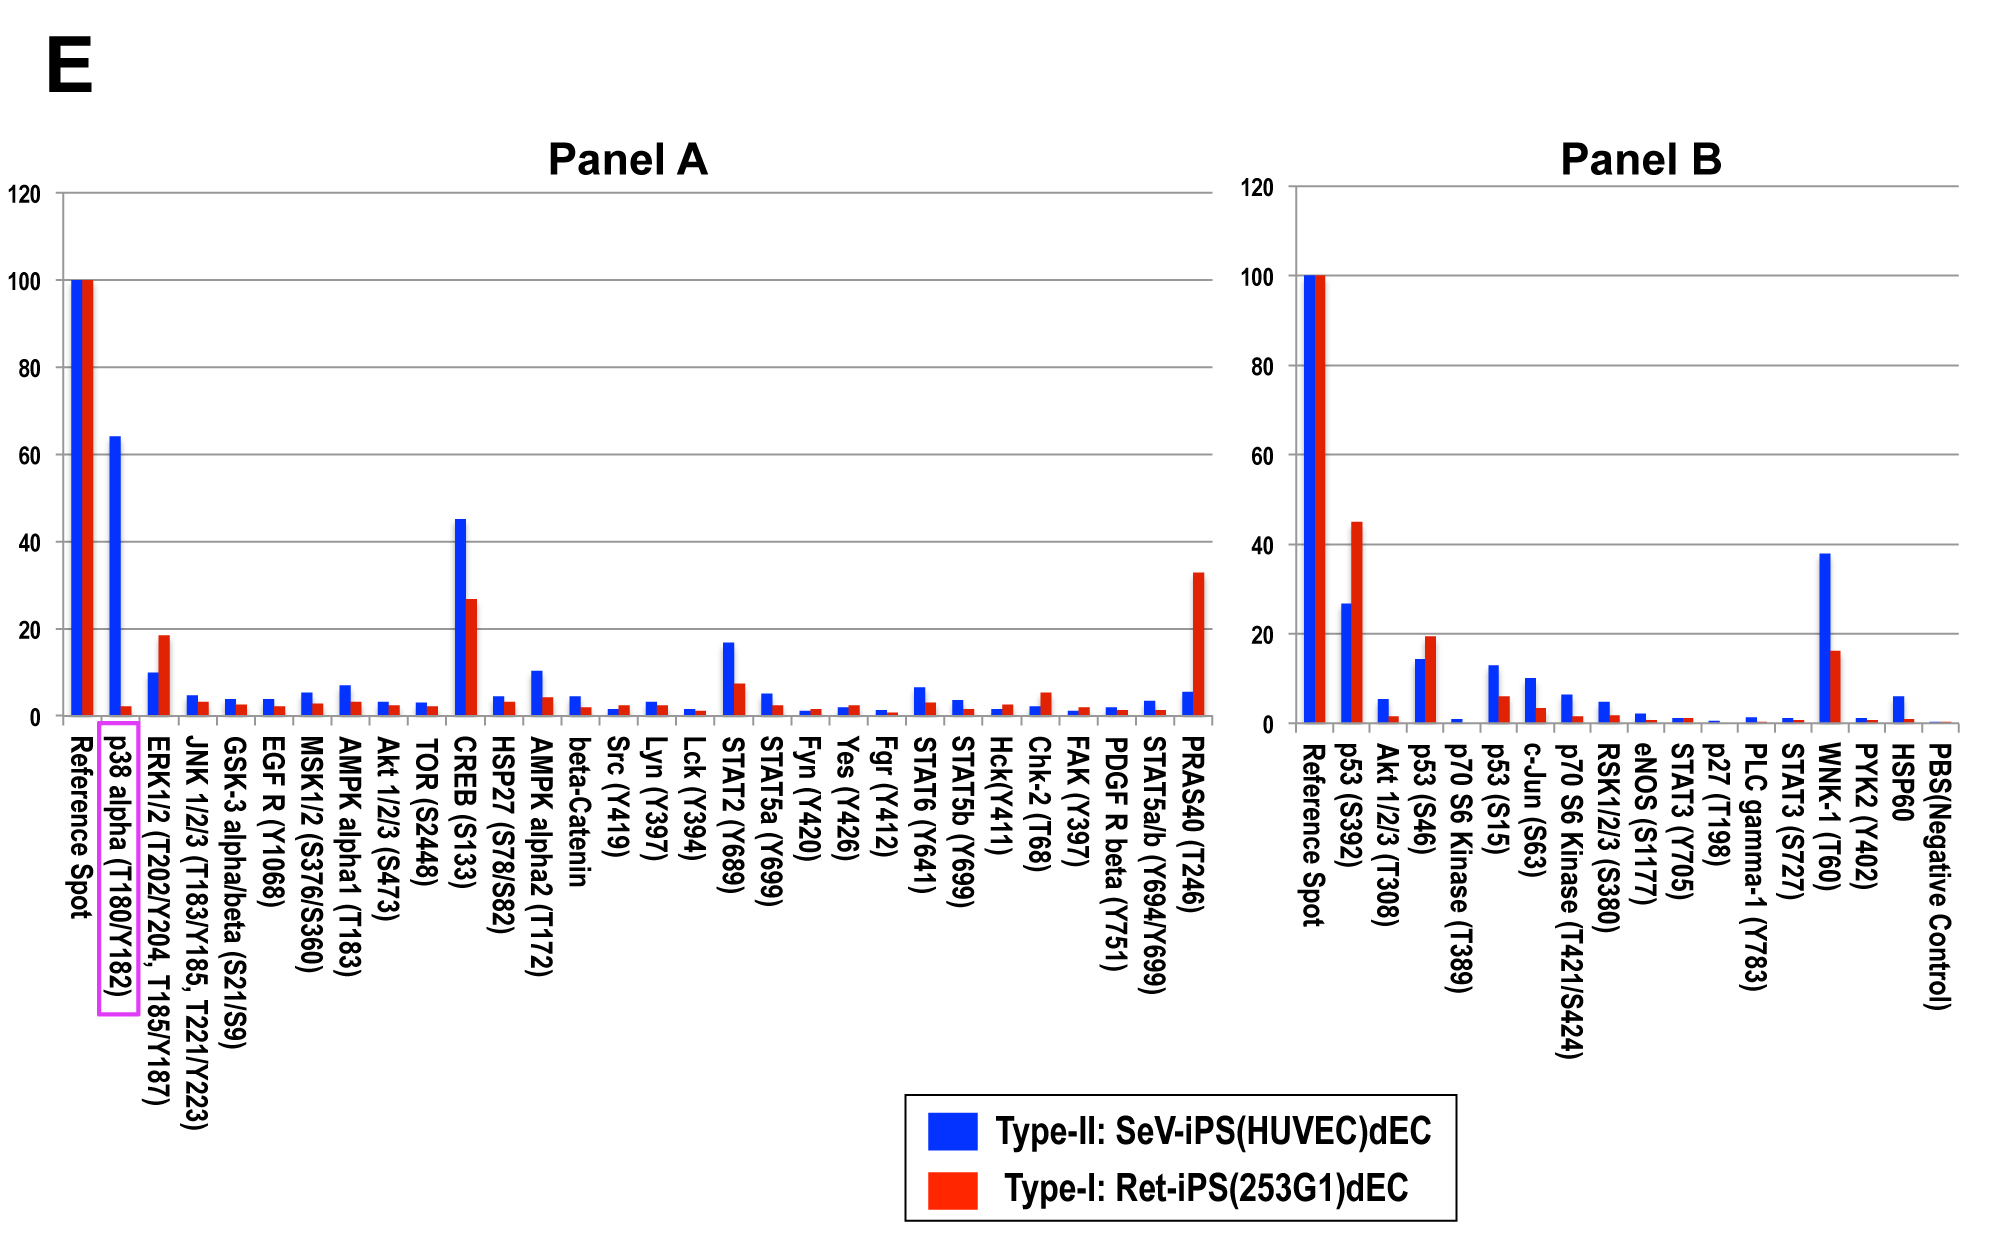 E
Panel A
120
100
80
60
40
20
0
Reference Spot
p38 alpha (T180/Y182)
ERK1/2 (T202/Y204, T185/Y187)
JNK 1/2/3 (T183/Y185, T221/Y223)
GSK-3 alpha/beta (S21/S9)
EGF R (Y1068)
MSK1/2 (S376/S360)
AMPK alpha1 (T183)
Akt 1/2/3 (S473)
TOR (S2448)
CREB (S133)
HSP27 (S78/S82)
AMPK alpha2 (T172)
beta-Catenin
Src (Y419)
Lyn (Y397)
Lck (Y394)
STAT2 (Y689)
STAT5a (Y699)
Fyn (Y420)
Yes (Y426)
Fgr (Y412)
STAT6 (Y641)
STAT5b (Y699)
Hck(Y411)
Chk-2 (T68)
FAK (Y397)
PDGF R beta (Y751)
STAT5a/b (Y694/Y699)
PRAS40 (T246)
Panel B
120
100
80
60
40
20
0
Reference Spot
p53 (S392)
Akt 1/2/3 (T308)
p53 (S46)
p70 S6 Kinase (T389)
p53 (S15)
c-Jun (S63)
p70 S6 Kinase (T421/S424)
RSK1/2/3 (S380)
eNOS (S1177)
STAT3 (Y705)
p27 (T198)
PLC gamma-1 (Y783)
STAT3 (S727)
WNK-1 (T60)
PYK2 (Y402)
HSP60
PBS(Negative Control)
Type-II: SeV-iPS(HUVEC)dEC
Type-I: Ret-iPS(253G1)dEC